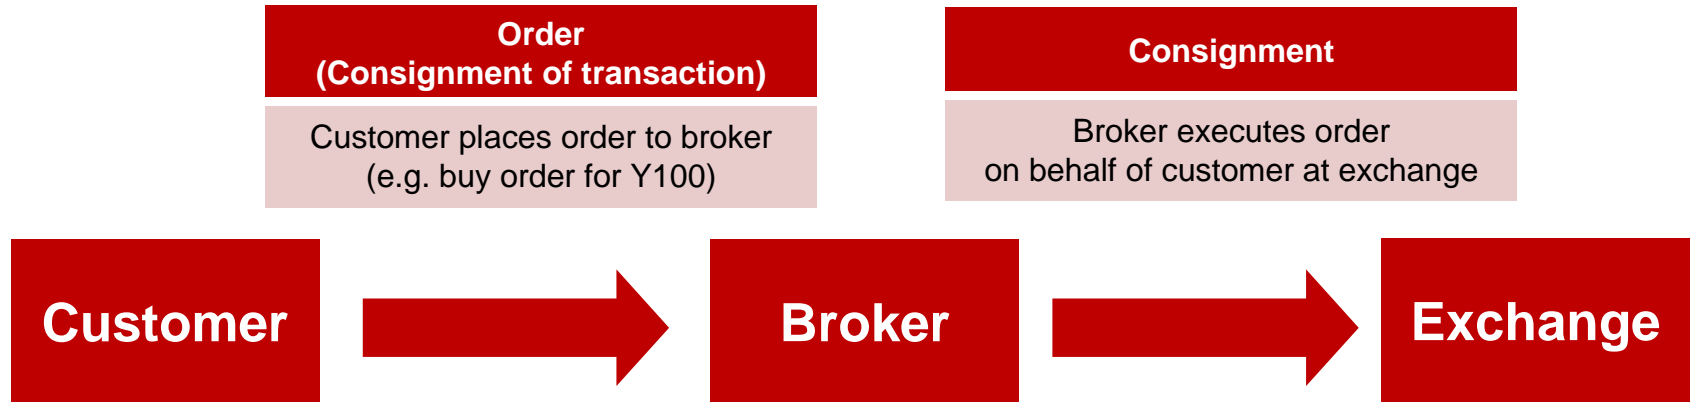 Order
(Consignment of transaction)
Customer places order to broker
(e.g. buy order for Y100)
Consignment
Broker executes order
on behalf of customer at exchange
Customer
Broker
Exchange